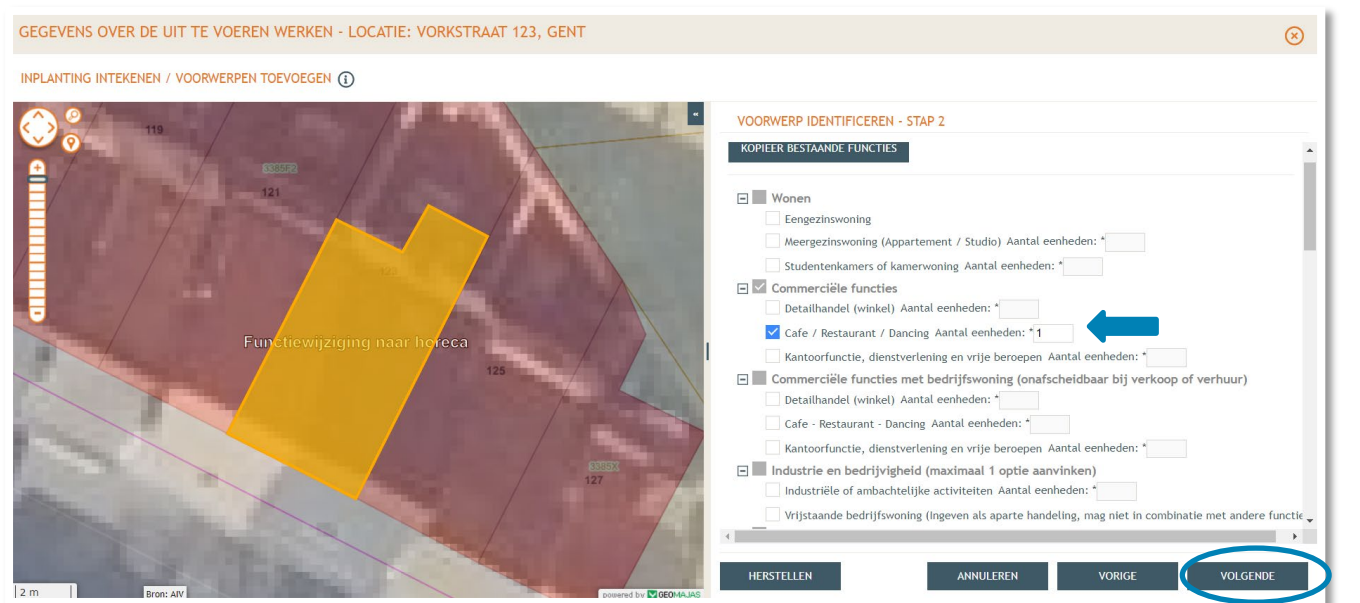 GEGEVENS OVER DE UIT TE VOEREN WERKEN - LOCATIE: VORKSTRAAT 123, GENT
INPLANTING INTEKENEN / VOORWERPEN TOEVOEGEN
119
3385F2
121
123
Functiewijziging naar horeca
125
3385X
127
2 m
Bron: AIV
powered by GEOMAJAS
VOORWERP IDENTIFICEREN - STAP 2
KOPIEER BESTAANDE FUNCTIES
Wonen
Eengezinswoning
Meergezinswoning (Appartement / Studio) Aantal eenheden: *
Studentenkamers of kamerwoning Aantal eenheden: *
Commerciële functies
Detailhandel (winkel) Aantal eenheden: *
Cafe / Restaurant / Dancing Aantal eenheden: * 1
Kantoorfunctie, dienstverlening en vrije beroepen Aantal eenheden: *
Commerciële functies met bedrijfswoning (onafscheidbaar bij verkoop of verhuur)
Detailhandel (winkel) Aantal eenheden: *
Cafe - Restaurant - Dancing Aantal eenheden: *
Kantoorfunctie, dienstverlening en vrije beroepen Aantal eenheden: *
Industrie en bedrijvigheid (maximaal 1 optie aanvinken)
Industriële of ambachtelijke activiteiten Aantal eenheden: *
Vrijstaande bedrijfswoning (Ingeven als aparte handeling, mag niet in combinatie met andere functie
HERSTELLEN
ANNULEREN
VORIGE
VOLGENDE